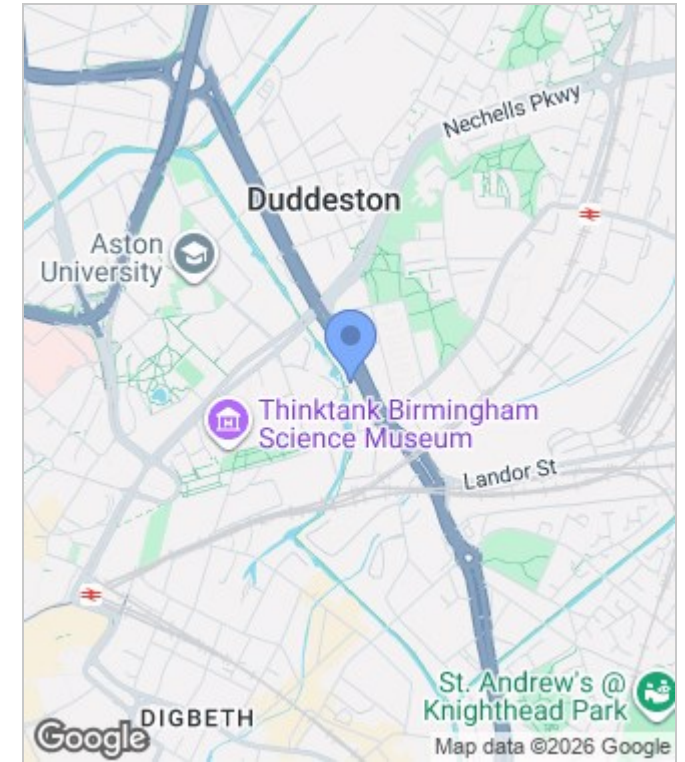 Nechells Pkwy
Duddeston
Aston
University
Thinktank Birmingham
Science Museum
Landor St
St. Andrew's @
Knighthead Park
DIGBETH
Google
Map data ©2026 Google